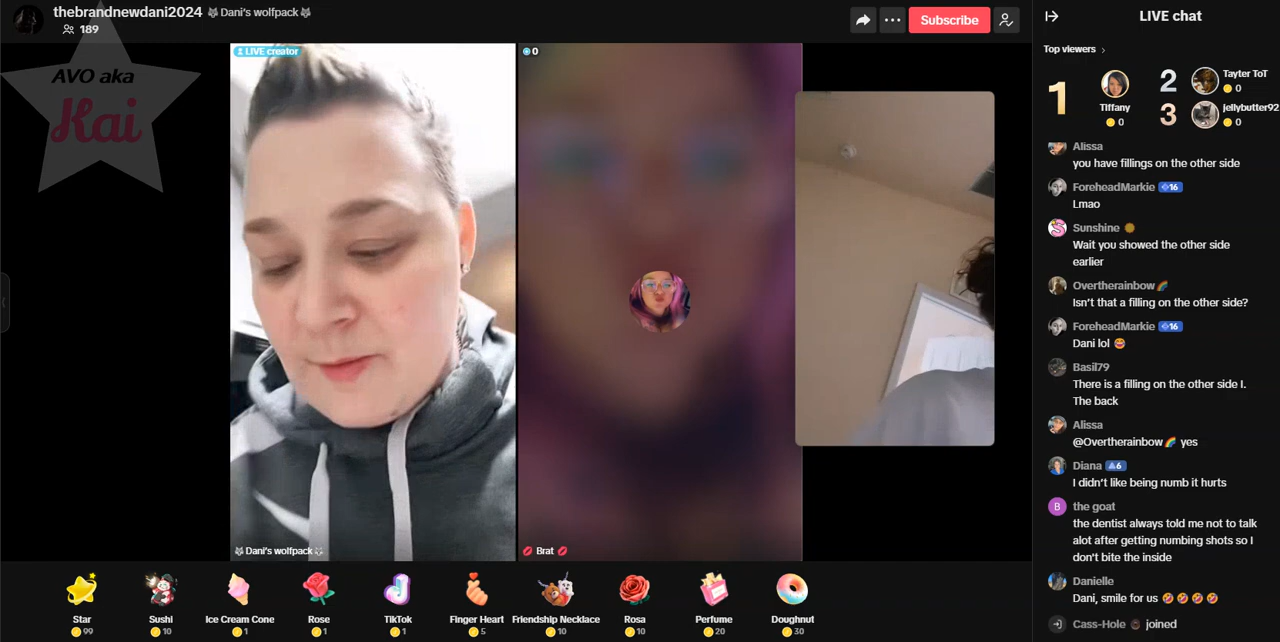 thebrandnewdani2024 🐺Dani's wolfpack🐺
189
Subscribe
AVO aka
Kai
LIVE creator
0
🐺Dani's wolfpack🐺
💋 Brat 💋
Star
99
Sushi
10
Ice Cream Cone
1
Rose
1
TikTok
1
Finger Heart
5
Friendship Necklace
10
Rosa
10
Perfume
20
Doughnut
30
LIVE chat
Top viewers >
1
Tiffany
0
2
Tayter ToT
0
3
jellybutter92
0
Alissa
you have fillings on the other side
ForeheadMarkie 16
Lmao
Sunshine
Wait you showed the other side
earlier
Overtherainbow🌈
Isn't that a filling on the other side?
ForeheadMarkie 16
Dani lol 😂
Basil79
There is a filling on the other side I.
The back
Alissa
@Overtherainbow🌈 yes
Diana 6
I didn't like being numb it hurts
B
the goat
the dentist always told me not to talk
alot after getting numbing shots so I
don't bite the inside
Danielle
Dani, smile for us 🤣🤣🤣🤣
Cass-Hole joined